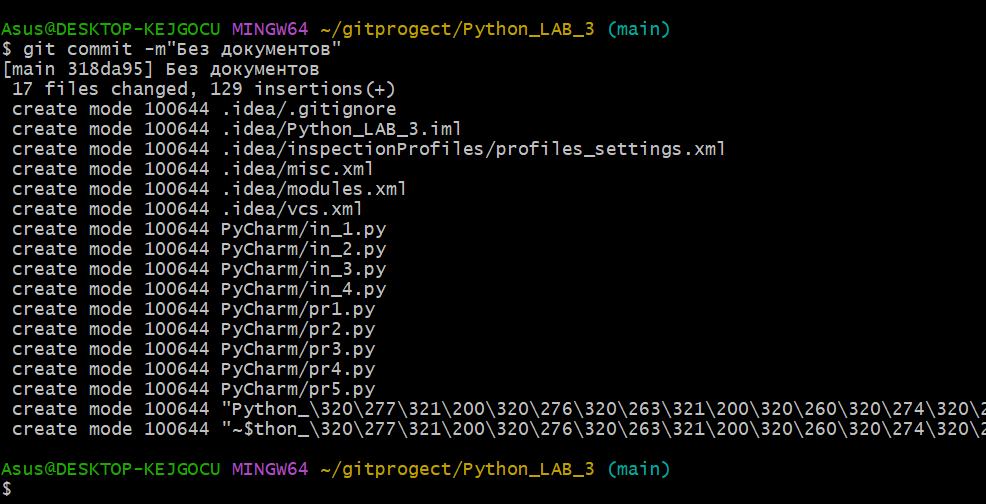 Asus@DESKTOP-KEJGOCU MINGW64 ~/gitprogect/Python_LAB_3 (main)
$ git commit -m"Без документов"
[main 318da95] Без документов
 17 files changed, 129 insertions(+)
 create mode 100644 .idea/.gitignore
 create mode 100644 .idea/Python_LAB_3.iml
 create mode 100644 .idea/inspectionProfiles/profiles_settings.xml
 create mode 100644 .idea/misc.xml
 create mode 100644 .idea/modules.xml
 create mode 100644 .idea/vcs.xml
 create mode 100644 PyCharm/in_1.py
 create mode 100644 PyCharm/in_2.py
 create mode 100644 PyCharm/in_3.py
 create mode 100644 PyCharm/in_4.py
 create mode 100644 PyCharm/pr1.py
 create mode 100644 PyCharm/pr2.py
 create mode 100644 PyCharm/pr3.py
 create mode 100644 PyCharm/pr4.py
 create mode 100644 PyCharm/pr5.py
 create mode 100644 "Python_\320\277\321\200\320\276\320\263\321\200\320\260\320\274\320\2
 create mode 100644 "~$thon_\320\277\321\200\320\276\320\263\321\200\320\260\320\274\320\2
Asus@DESKTOP-KEJGOCU MINGW64 ~/gitprogect/Python_LAB_3 (main)
$